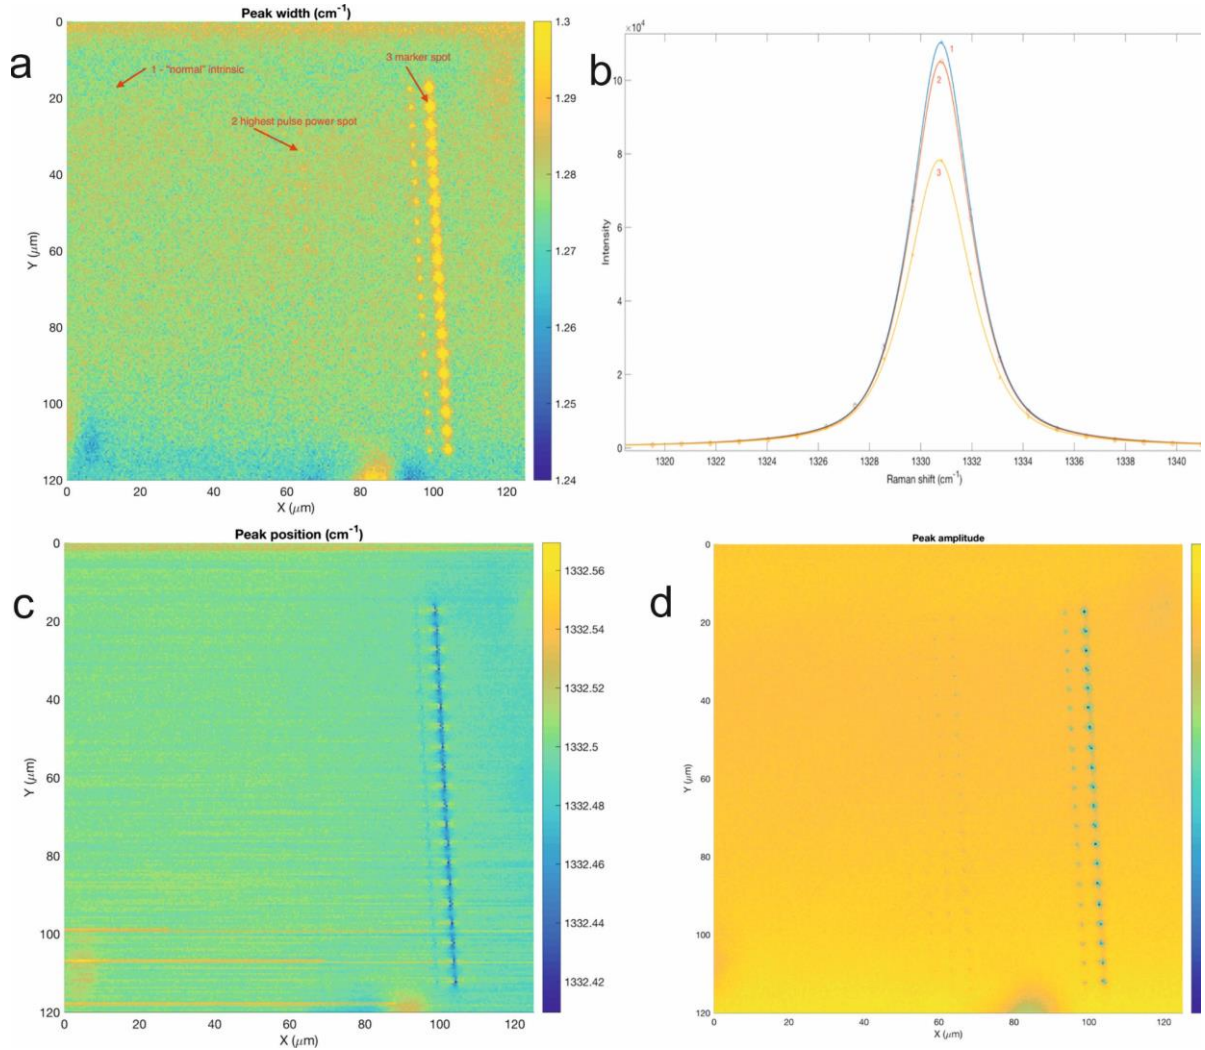 a
Peak width (cm-1)
1 - "normal" intrinsic
3 marker spot
2 highest pulse power spot
0
20
40
60
80
100
120
Y (μm)
0 20 40 60 80 100 120
X (μm)
1.3
1.29
1.28
1.27
1.26
1.25
1.24
b
×10^4
10
8
6
4
2
0
Intensity
1
2
3
1320 1322 1324 1326 1328 1330 1332 1334 1336 1338 1340
Raman shift (cm-1)
c
Peak position (cm-1)
0
20
40
60
80
100
120
Y (μm)
0 20 40 60 80 100 120
X (μm)
1332.56
1332.54
1332.52
1332.5
1332.48
1332.46
1332.44
1332.42
d
Peak amplitude
0
20
40
60
80
100
120
Y (μm)
0 20 40 60 80 100 120
X (μm)